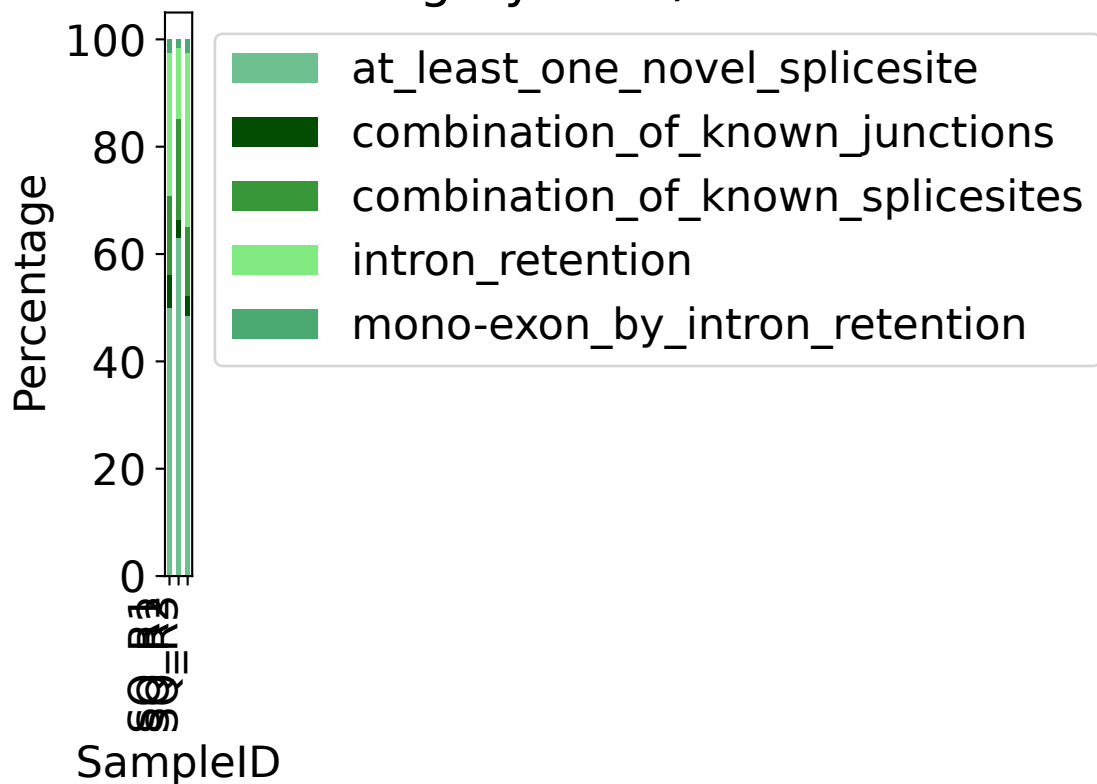 100
80
60
40
20
0
Percentage
at_least_one_novel_splicesite
combination_of_known_junctions
combination_of_known_splicesites
intron_retention
mono-exon_by_intron_retention
SampleID